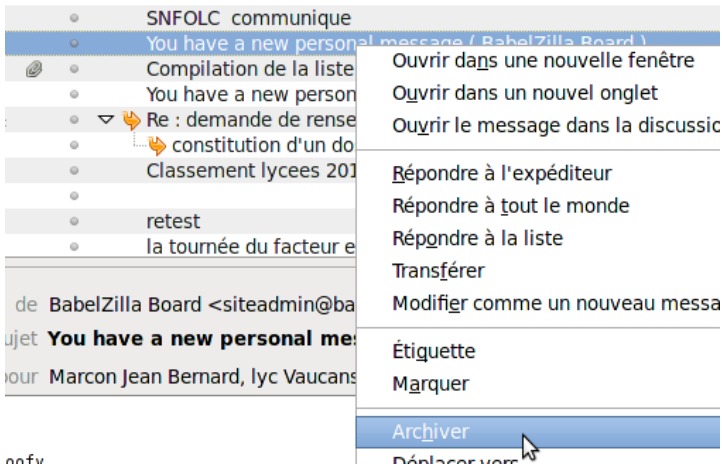 SNFOLC communique
You have a new personal message ( BabelZilla Board )
Compilation de la liste
You have a new person
Re : demande de rense
constitution d'un do
Classement lycees 201
retest
la tournée du facteur e
de BabelZilla Board <siteadmin@ba
ujet You have a new personal mes
pour Marcon Jean Bernard, lyc Vaucans
Ouvrir dans une nouvelle fenêtre
Ouvrir dans un nouvel onglet
Ouvrir le message dans la discussio
Répondre à l'expéditeur
Répondre à tout le monde
Répondre à la liste
Transférer
Modifier comme un nouveau messa
Étiquette
Marquer
Archiver
Déplacer vers